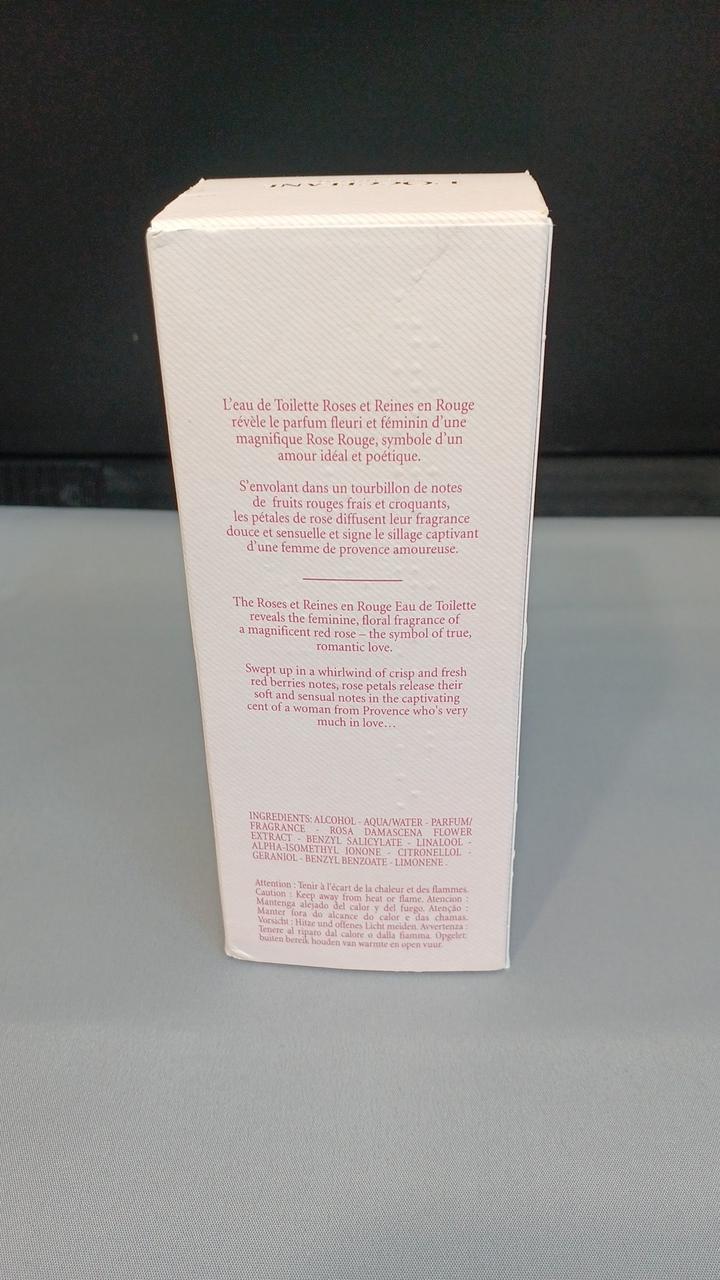 L'OCCITANE
L'eau de Toilette Roses et Reines en Rouge
révèle le parfum fleuri et féminin d'une
magnifique Rose Rouge, symbole d'un
amour idéal et poétique.
S'envolant dans un tourbillon de notes
de fruits rouges frais et croquants,
les pétales de rose diffusent leur fragrance
douce et sensuelle et signe le sillage captivant
d'une femme de provence amoureuse.
The Roses et Reines en Rouge Eau de Toilette
reveals the feminine, floral fragrance of
a magnificent red rose – the symbol of true,
romantic love.
Swept up in a whirlwind of crisp and fresh
red berries notes, rose petals release their
soft and sensual notes in the captivating
cent of a woman from Provence who's very
much in love...
INGREDIENTS: ALCOHOL - AQUA/WATER - PARFUM/
FRAGRANCE - ROSA DAMASCENA FLOWER
EXTRACT - BENZYL SALICYLATE - LINALOOL -
ALPHA-ISOMETHYL IONONE - CITRONELLOL -
GERANIOL - BENZYL BENZOATE - LIMONENE .
Attention : Tenir à l'écart de la chaleur et des flammes.
Caution : Keep away from heat or flame. Atencion :
Mantenga alejado del calor y del fuego. Atenção :
Manter fora do alcance do calor e das chamas.
Vorsicht : Hitze und offenes Licht meiden. Avvertenza :
Tenere al riparo dal calore o dalla fiamma. Opgelet:
buiten bereik houden van warmte en open vuur.